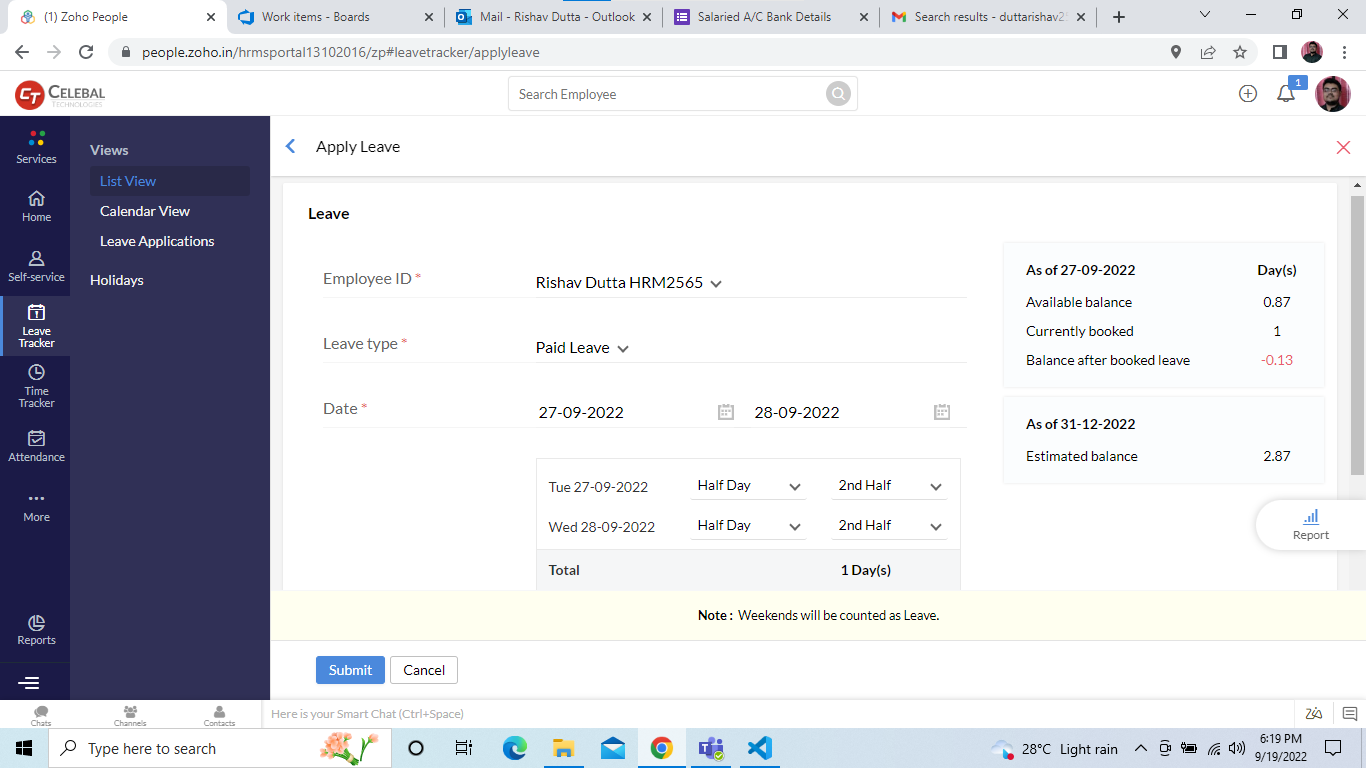 (1) Zoho People
Work items - Boards
Mail - Rishav Dutta - Outlook
Salaried A/C Bank Details
Search results - duttarishav2
people.zoho.in/hrmsportal13102016/zp#leavetracker/applyleave
CT CELEBAL
TECHNOLOGIES
Search Employee
1
Services
Home
Self-service
Leave
Tracker
Time
Tracker
Attendance
More
Reports
Views
List View
Calendar View
Leave Applications
Holidays
Apply Leave
Leave
Employee ID *
Rishav Dutta HRM2565
Leave type *
Paid Leave
Date *
27-09-2022
28-09-2022
Tue 27-09-2022 Half Day 2nd Half
Wed 28-09-2022 Half Day 2nd Half
Total 1 Day(s)
As of 27-09-2022 Day(s)
Available balance 0.87
Currently booked 1
Balance after booked leave -0.13
As of 31-12-2022
Estimated balance 2.87
Report
Note : Weekends will be counted as Leave.
Submit
Cancel
Chats
Channels
Contacts
Here is your Smart Chat (Ctrl+Space)
Type here to search
28°C Light rain
6:19 PM
9/19/2022